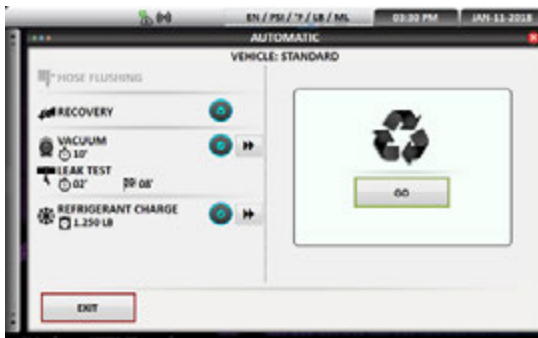 EN / PSI / °F / LB / ML 03:30 PM JAN-11-2018
AUTOMATIC
VEHICLE: STANDARD
HOSE FLUSHING
RECOVERY
VACUUM
10'
LEAK TEST
02' 08'
REFRIGERANT CHARGE
1.250 LB
GO
EXIT